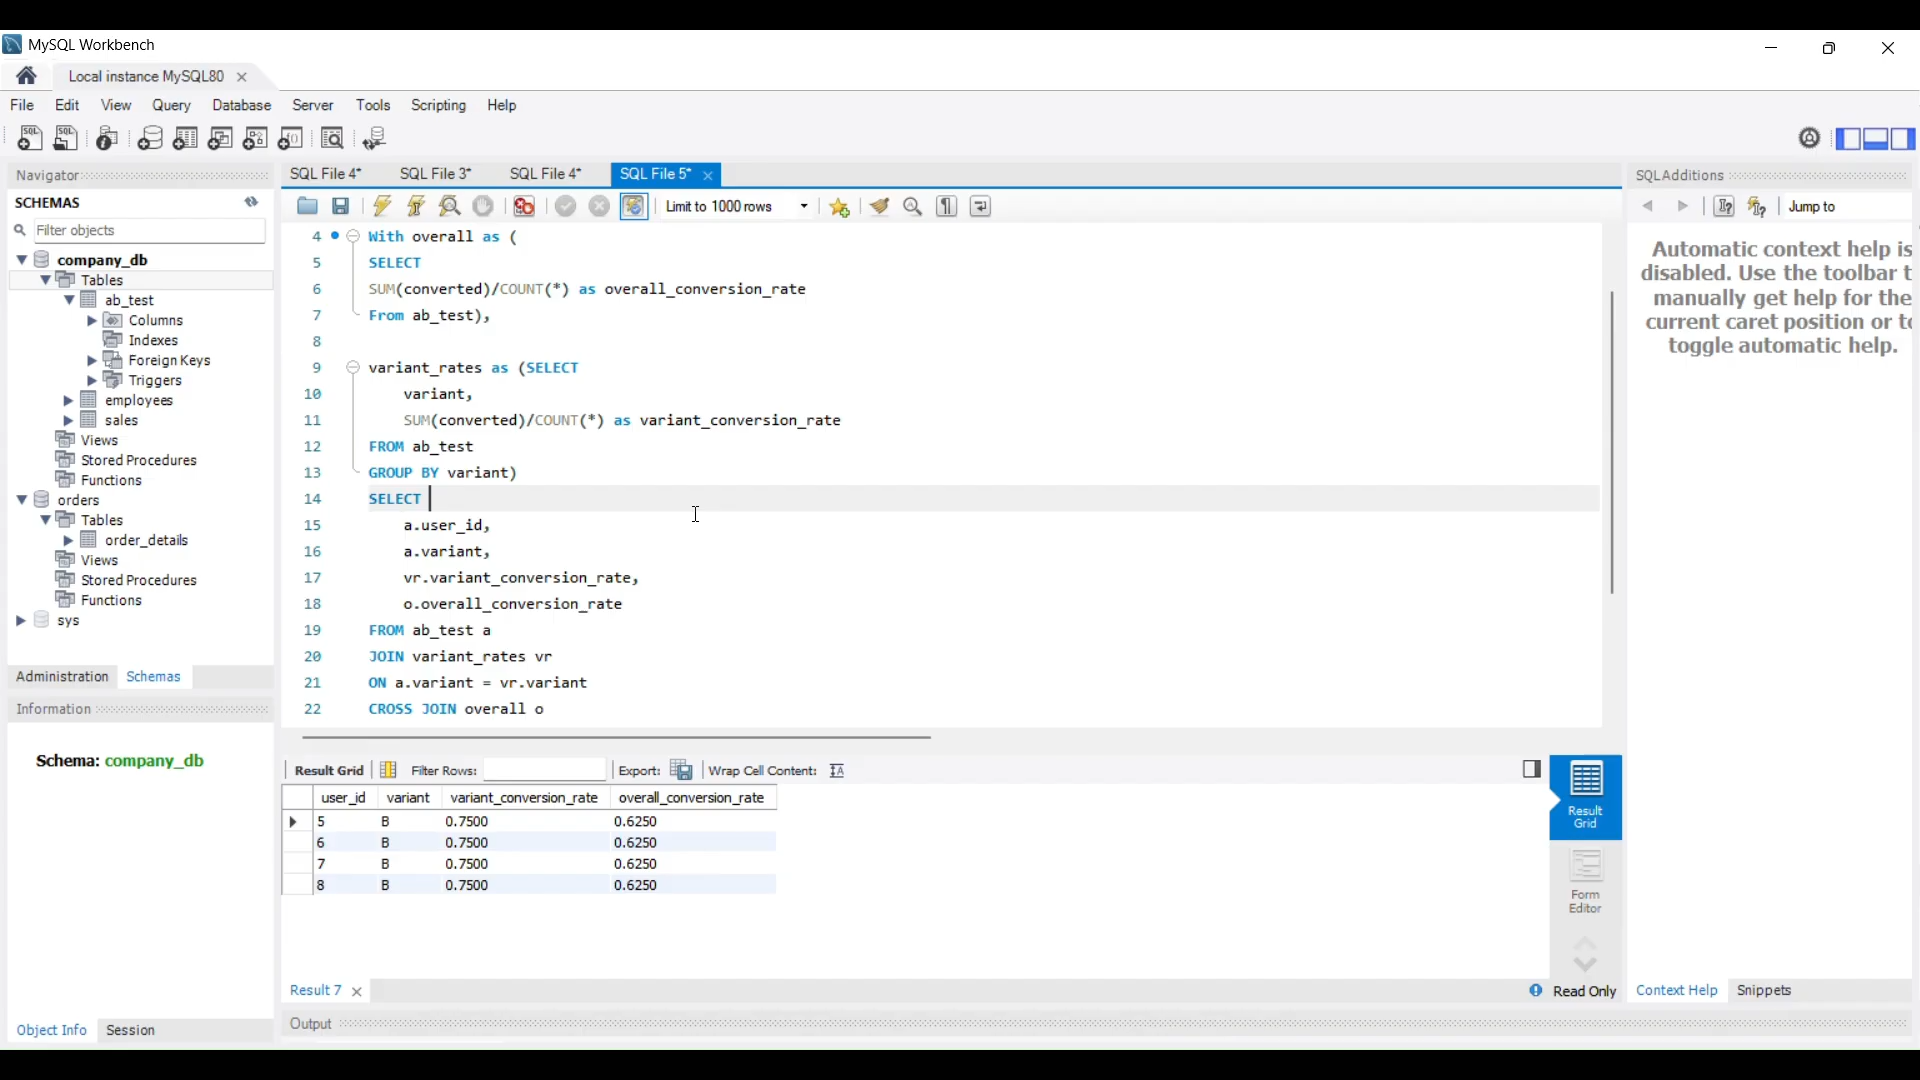 MySQL Workbench
Local instance MySQL80
File Edit View Query Database Server Tools Scripting Help
Navigator
SCHEMAS
Filter objects
company_db
Tables
ab_test
Columns
Indexes
Foreign Keys
Triggers
employees
sales
Views
Stored Procedures
Functions
orders
Tables
order_details
Views
Stored Procedures
Functions
sys
Administration Schemas
Information
Schema: company_db
Object Info Session
SQL File 4* SQL File 3* SQL File 4* SQL File 5*
Limit to 1000 rows
4 With overall as (
5 SELECT
6 SUM(converted)/COUNT(*) as overall_conversion_rate
7 From ab_test),
8
9 variant_rates as (SELECT
10 variant,
11 SUM(converted)/COUNT(*) as variant_conversion_rate
12 FROM ab_test
13 GROUP BY variant)
14 SELECT
15 a.user_id,
16 a.variant,
17 vr.variant_conversion_rate,
18 o.overall_conversion_rate
19 FROM ab_test a
20 JOIN variant_rates vr
21 ON a.variant = vr.variant
22 CROSS JOIN overall o
Result Grid Filter Rows: Export: Wrap Cell Content:
user_id variant variant_conversion_rate overall_conversion_rate
5 B 0.7500 0.6250
6 B 0.7500 0.6250
7 B 0.7500 0.6250
8 B 0.7500 0.6250
Result
Grid
Form
Editor
Result 7
Read Only
Output
SQLAdditions
Jump to
Automatic context help is
disabled. Use the toolbar t
manually get help for the
current caret position or to
toggle automatic help.
Context Help Snippets